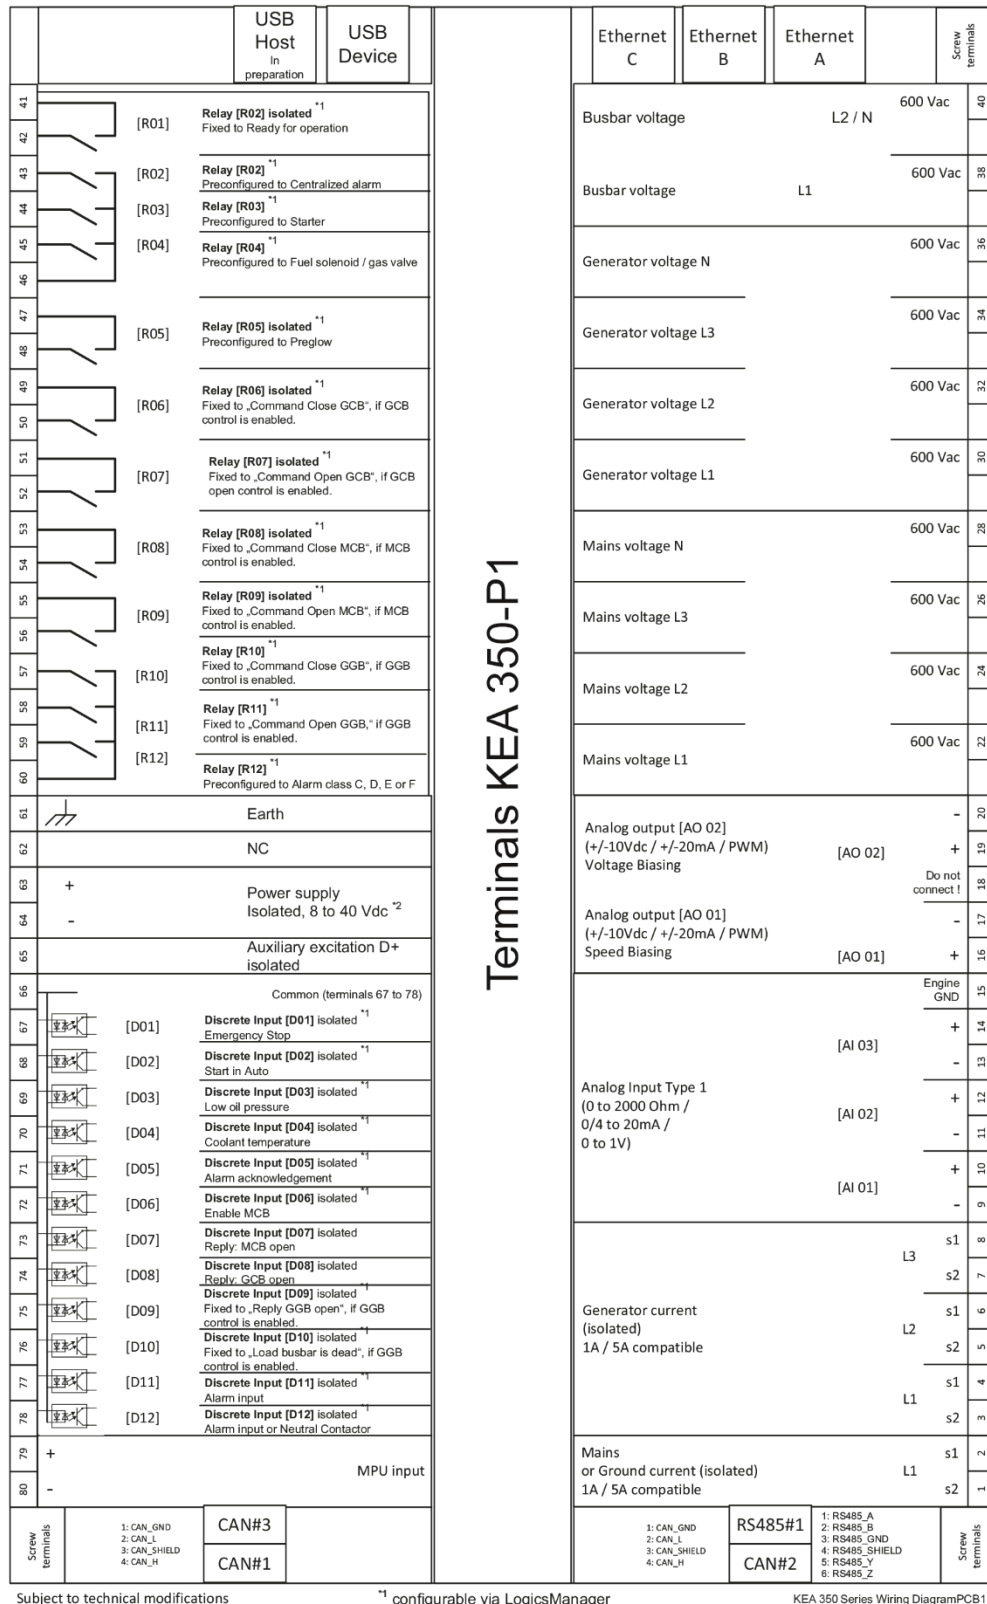 USB
Host
In
preparation
USB
Device
Ethernet
C
Ethernet
B
Ethernet
A
Screw
terminals
41
42
[R01]
Relay [R02] isolated *1
Fixed to Ready for operation
43
[R02]
Relay [R02] *1
Preconfigured to Centralized alarm
44
[R03]
Relay [R03] *1
Preconfigured to Starter
45
46
[R04]
Relay [R04] *1
Preconfigured to Fuel solenoid / gas valve
47
48
[R05]
Relay [R05] isolated *1
Preconfigured to Preglow
49
50
[R06]
Relay [R06] isolated *1
Fixed to „Command Close GCB“, if GCB
control is enabled.
51
52
[R07]
Relay [R07] isolated *1
Fixed to „Command Open GCB“, if GCB
open control is enabled.
53
54
[R08]
Relay [R08] isolated *1
Fixed to „Command Close MCB“, if MCB
control is enabled.
55
56
[R09]
Relay [R09] isolated *1
Fixed to „Command Open MCB“, if MCB
control is enabled.
57
[R10]
Relay [R10] *1
Fixed to „Command Close GGB“, if GGB
control is enabled.
58
59
[R11]
Relay [R11] *1
Fixed to „Command Open GGB,“ if GGB
control is enabled.
60
[R12]
Relay [R12] *1
Preconfigured to Alarm class C, D, E or F
61
Earth
62
NC
63
+
64
-
Power supply
Isolated, 8 to 40 Vdc *2
65
Auxiliary excitation D+
isolated
66
Common (terminals 67 to 78)
67
[D01]
Discrete Input [D01] isolated *1
Emergency Stop
68
[D02]
Discrete Input [D02] isolated *1
Start in Auto
69
[D03]
Discrete Input [D03] isolated *1
Low oil pressure
70
[D04]
Discrete Input [D04] isolated *1
Coolant temperature
71
[D05]
Discrete Input [D05] isolated *1
Alarm acknowledgement
72
[D06]
Discrete Input [D06] isolated *1
Enable MCB
73
[D07]
Discrete Input [D07] isolated
Reply: MCB open
74
[D08]
Discrete Input [D08] isolated
Reply: GCB open
75
[D09]
Discrete Input [D09] isolated *1
Fixed to „Reply GGB open“, if GGB
control is enabled.
76
[D10]
Discrete Input [D10] isolated *1
Fixed to „Load busbar is dead“, if GGB
control is enabled.
77
[D11]
Discrete Input [D11] isolated *1
Alarm input
78
[D12]
Discrete Input [D12] isolated *1
Alarm input or Neutral Contactor
79
+
80
-
MPU input
Screw
terminals
1: CAN_GND
2: CAN_L
3: CAN_SHIELD
4: CAN_H
CAN#3
CAN#1
Terminals KEA 350-P1
Busbar voltage
L2 / N
600 Vac
40
Busbar voltage
L1
600 Vac
38
Generator voltage N
600 Vac
36
Generator voltage L3
600 Vac
34
Generator voltage L2
600 Vac
32
Generator voltage L1
600 Vac
30
Mains voltage N
600 Vac
28
Mains voltage L3
600 Vac
26
Mains voltage L2
600 Vac
24
Mains voltage L1
600 Vac
22
Analog output [AO 02]
(+/-10Vdc / +/-20mA / PWM)
Voltage Biasing
[AO 02]
-
20
+
19
Do not
connect !
18
Analog output [AO 01]
(+/-10Vdc / +/-20mA / PWM)
Speed Biasing
[AO 01]
-
17
+
16
Engine
GND
15
Analog Input Type 1
(0 to 2000 Ohm /
0/4 to 20mA /
0 to 1V)
[AI 03]
+
14
-
13
[AI 02]
+
12
-
11
[AI 01]
+
10
-
9
Generator current
(isolated)
1A / 5A compatible
L3
s1
8
s2
7
L2
s1
6
s2
5
L1
s1
4
s2
3
Mains
or Ground current (isolated)
1A / 5A compatible
L1
s1
2
s2
1
1: CAN_GND
2: CAN_L
3: CAN_SHIELD
4: CAN_H
RS485#1
CAN#2
1: RS485_A
2: RS485_B
3: RS485_GND
4: RS485_SHIELD
5: RS485_Y
6: RS485_Z
Screw
terminals
Subject to technical modifications
*1 configurable via LogicsManager
KEA 350 Series Wiring DiagramPCB1